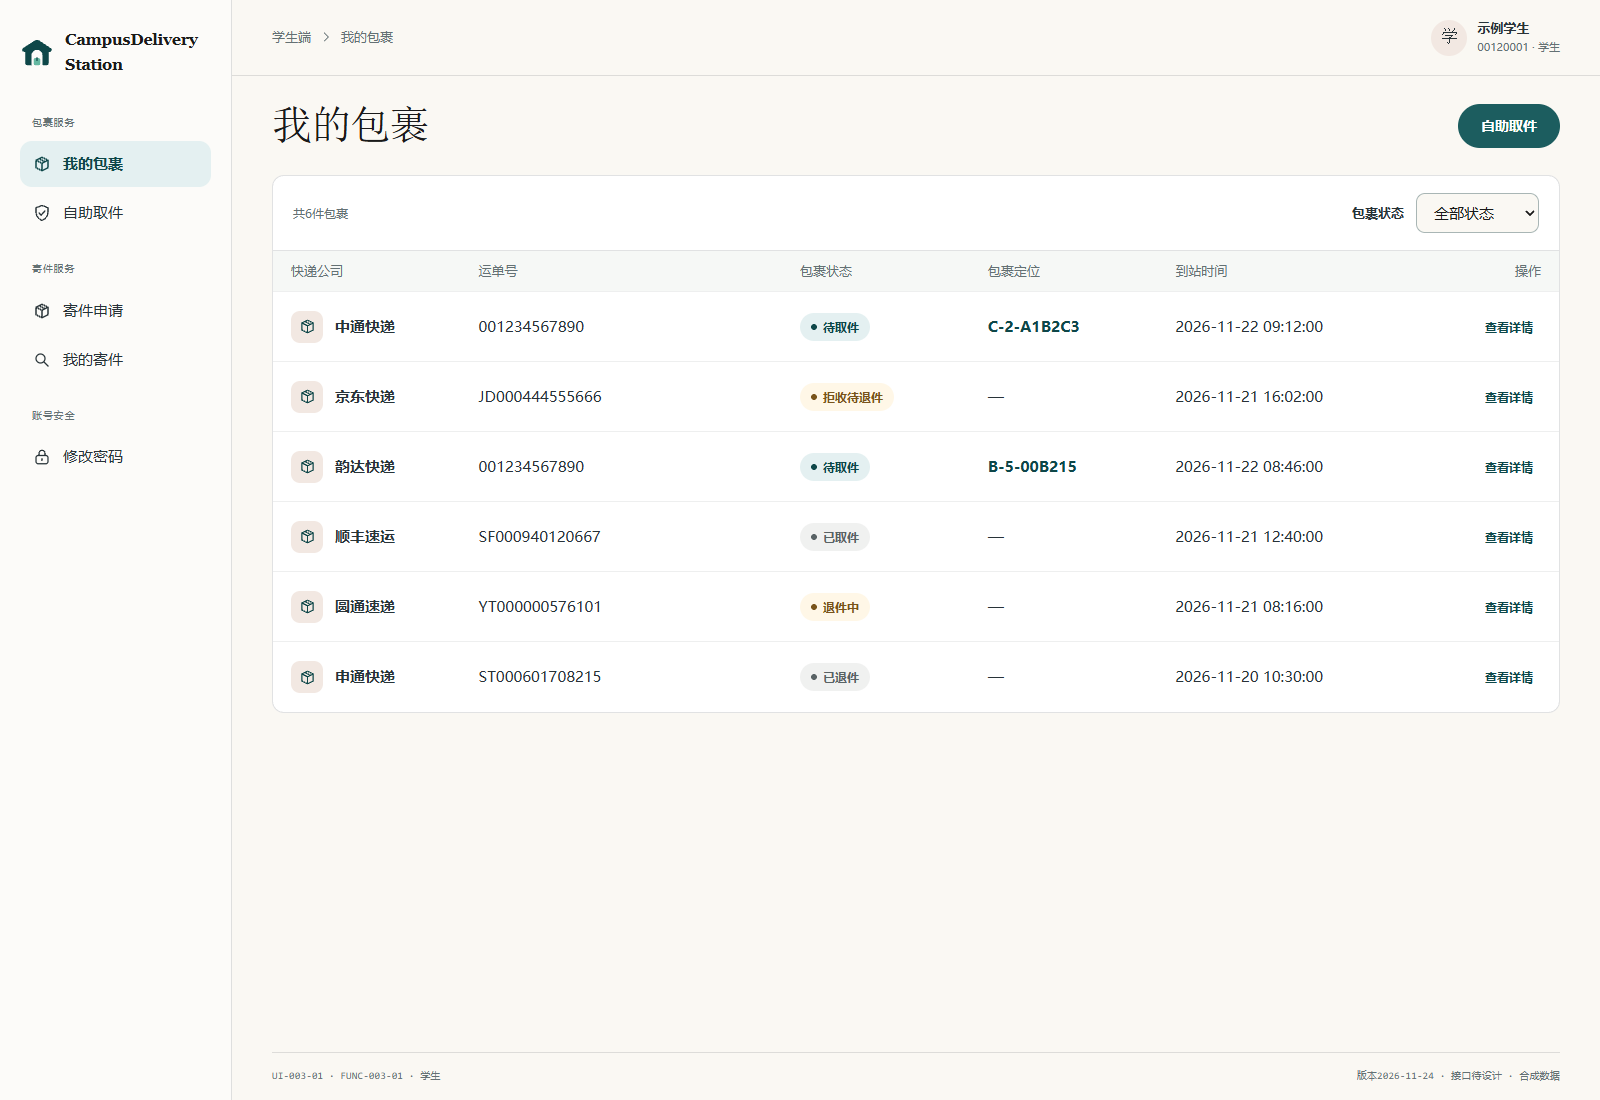 CampusDelivery
Station
包裹服务
我的包裹
自助取件
寄件服务
寄件申请
我的寄件
账号安全
修改密码
学生端 > 我的包裹
学
示例学生
00120001 · 学生
我的包裹
自助取件
共6件包裹
包裹状态 全部状态
快递公司 运单号 包裹状态 包裹定位 到站时间 操作
中通快递 001234567890 待取件 C-2-A1B2C3 2026-11-22 09:12:00 查看详情
京东快递 JD000444555666 拒收待退件 — 2026-11-21 16:02:00 查看详情
韵达快递 001234567890 待取件 B-5-00B215 2026-11-22 08:46:00 查看详情
顺丰速运 SF000940120667 已取件 — 2026-11-21 12:40:00 查看详情
圆通速递 YT000000576101 退件中 — 2026-11-21 08:16:00 查看详情
申通快递 ST000601708215 已退件 — 2026-11-20 10:30:00 查看详情
UI-003-01 · FUNC-003-01 · 学生
版本2026-11-24 · 接口待设计 · 合成数据